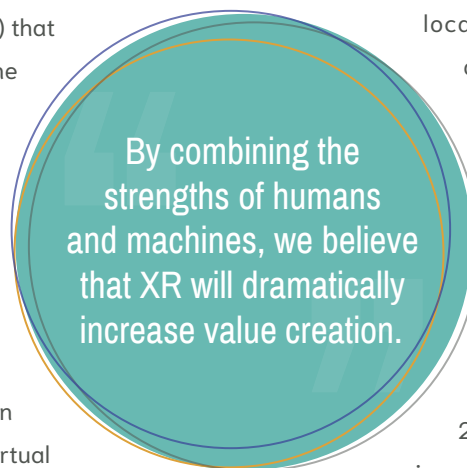 ) that
loca
By combining the
strengths of humans
and machines, we believe
that XR will dramatically
increase value creation.
2
rtual